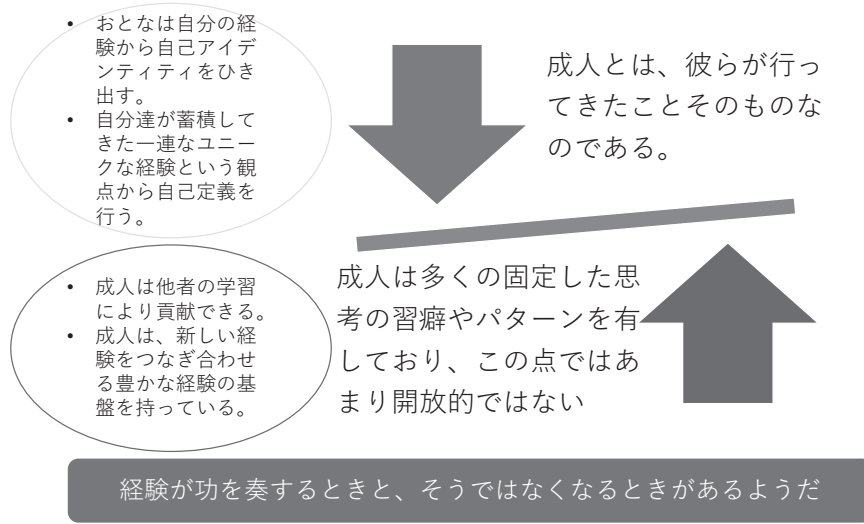 • おとなは自分の経
験から自己アイデ
ンティティをひき
出す。
• 自分達が蓄積して
きた一連なユニー
クな経験という観
点から自己定義を
行う。
成人とは、彼らが行っ
てきたことそのものな
のである。
• 成人は他者の学習
により貢献できる。
• 成人は、新しい経
験をつなぎ合わせ
る豊かな経験の基
盤を持っている。
成人は多くの固定した思
考の習癖やパターンを有
しており、この点ではあ
まり開放的ではない
経験が功を奏するときと、そうではなくなるときがあるようだ